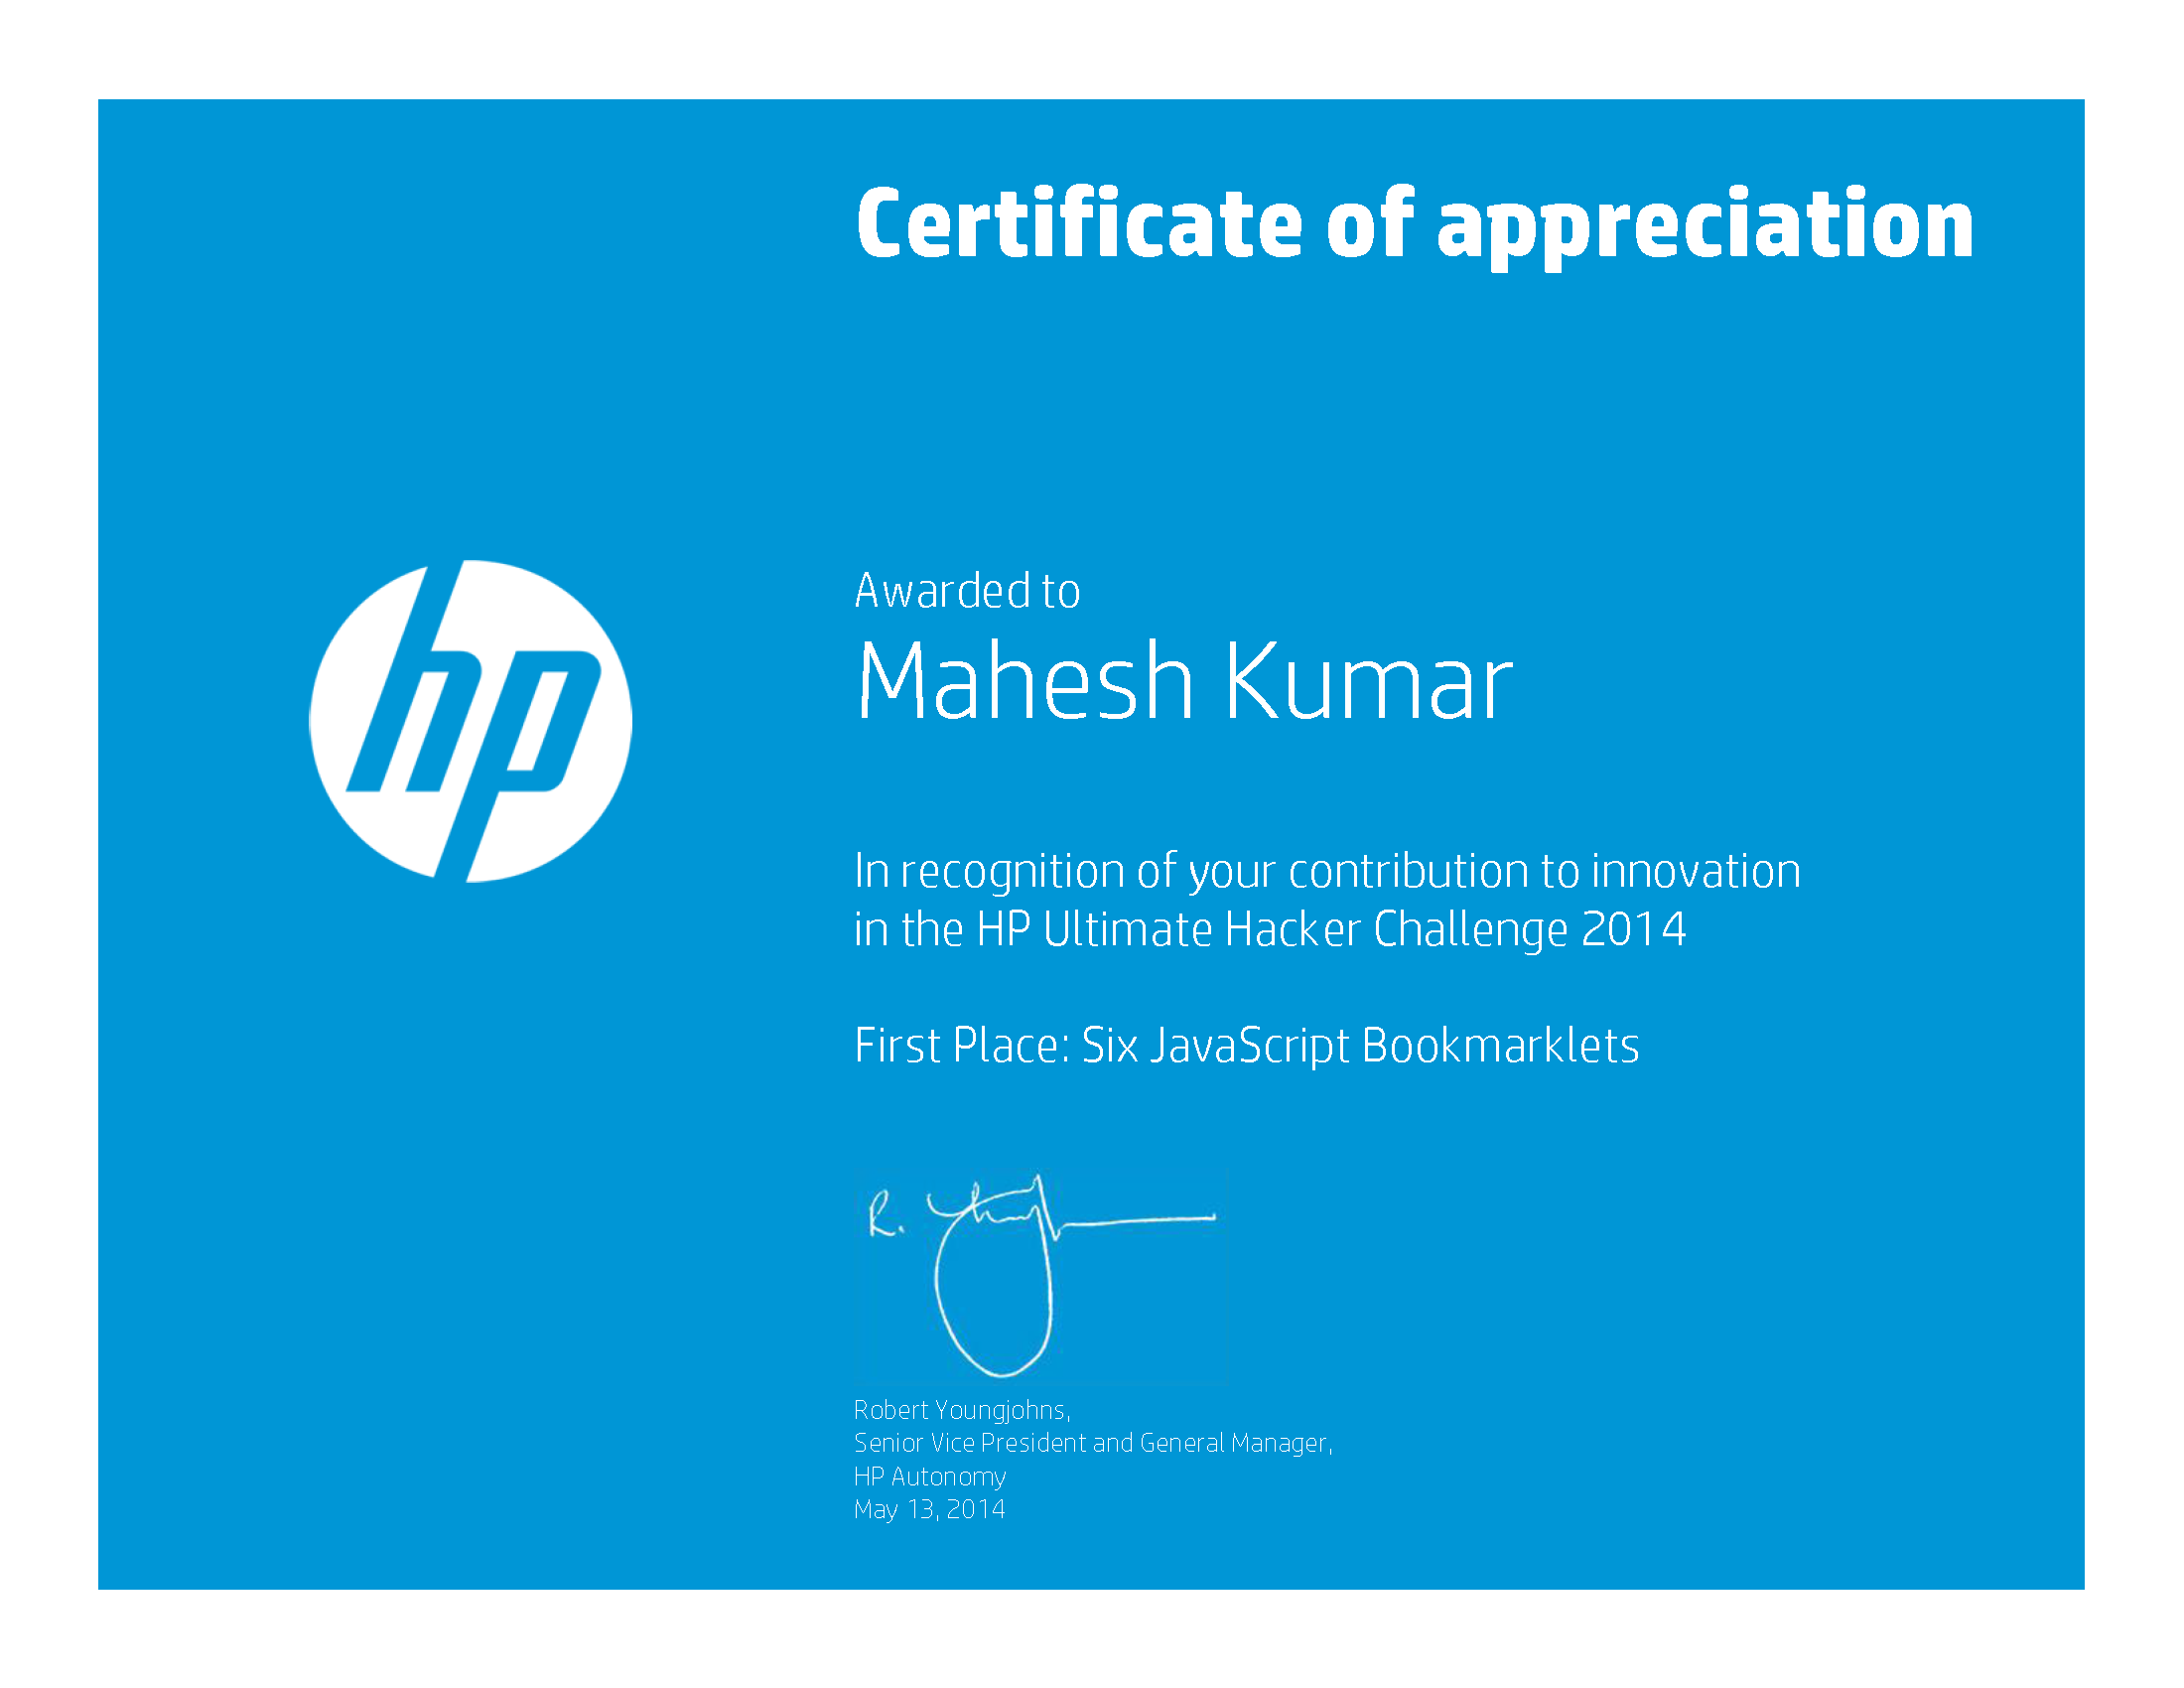 Certificate of appreciation
hp
Awarded to
Mahesh Kumar
In recognition of your contribution to innovation
in the HP Ultimate Hacker Challenge 2014
First Place: Six JavaScript Bookmarklets
Robert Youngjohns,
Senior Vice President and General Manager,
HP Autonomy
May 13, 2014